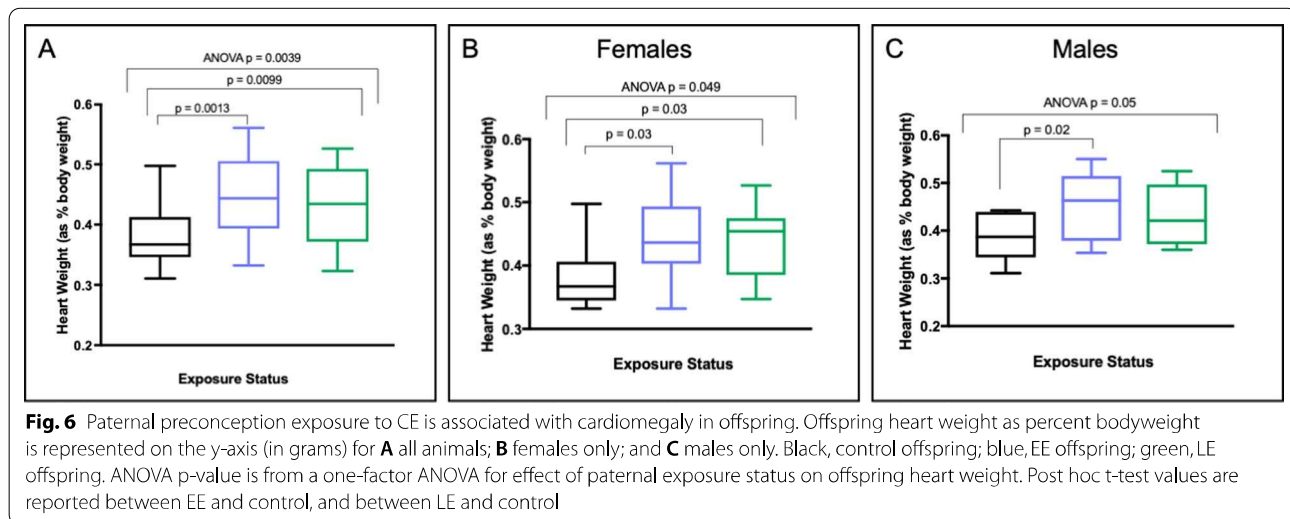 A
ANOVA p = 0.0039
p = 0.0099
p = 0.0013
0.6
0.5
0.4
0.3
0.2
Heart Weight (as % body weight)
Exposure Status
B
Females
ANOVA p = 0.049
p = 0.03
p = 0.03
0.6
0.5
0.4
0.3
Heart Weight (as % body weight)
Exposure Status
C
Males
ANOVA p = 0.05
p = 0.02
0.6
0.5
0.4
0.3
0.2
Heart Weight (as % body weight)
Exposure Status
Fig. 6 Paternal preconception exposure to CE is associated with cardiomegaly in offspring. Offspring heart weight as percent bodyweight
is represented on the y-axis (in grams) for A all animals; B females only; and C males only. Black, control offspring; blue, EE offspring; green, LE
offspring. ANOVA p-value is from a one-factor ANOVA for effect of paternal exposure status on offspring heart weight. Post hoc t-test values are
reported between EE and control, and between LE and control